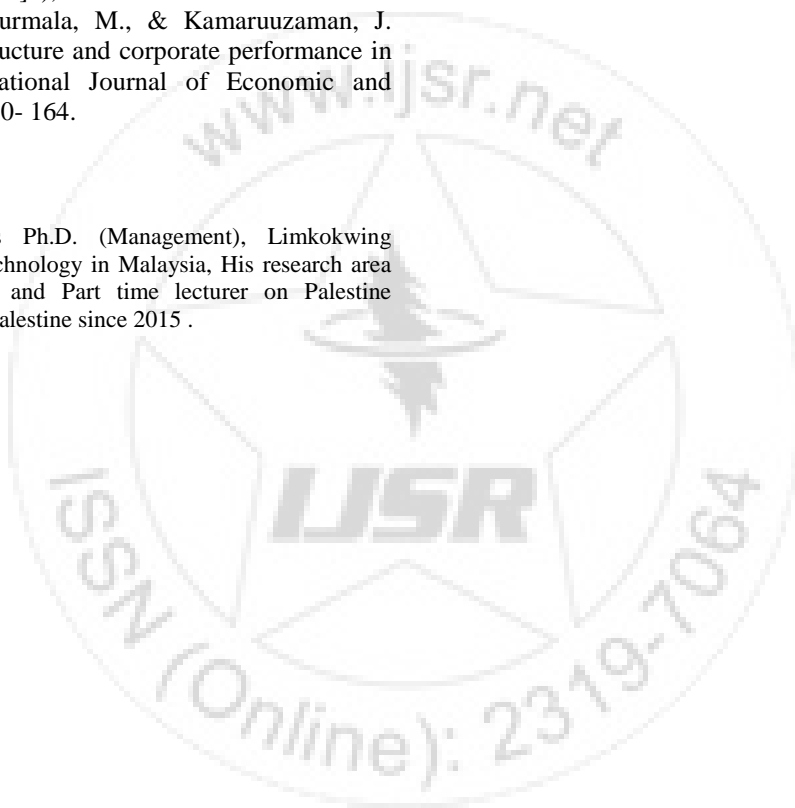 urmala, M., & Kamaruuzaman, J.
ucture and corporate performance in
ational Journal of Economic and
0- 164.
www.ijsr.net
s Ph.D. (Management), Limkokwing
chnology in Malaysia, His research area
and Part time lecturer on Palestine
alestine since 2015 .
IJSR
ISSN (Online): 2319-7064